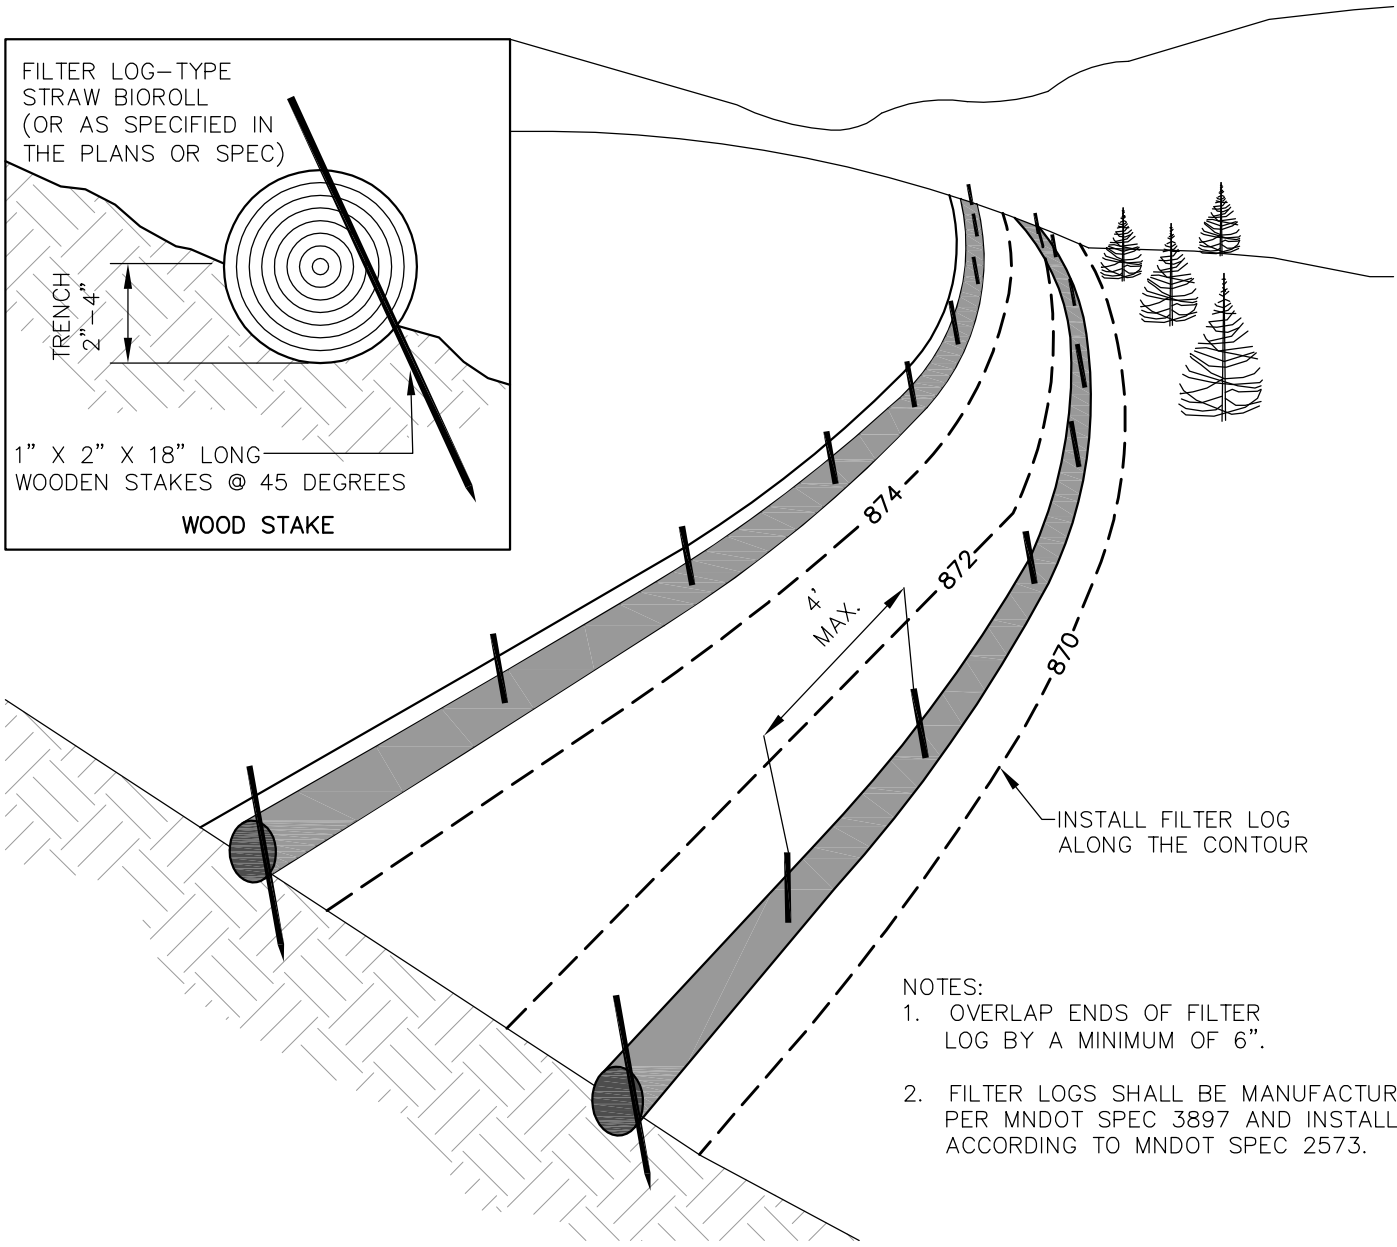 FILTER LOG-TYPE
STRAW BIOROLL
(OR AS SPECIFIED IN
THE PLANS OR SPEC)
TRENCH
2"-4"
1" X 2" X 18" LONG
WOODEN STAKES @ 45 DEGREES
WOOD STAKE
874
872
4'
MAX.
870
INSTALL FILTER LOG
ALONG THE CONTOUR
NOTES:
1. OVERLAP ENDS OF FILTER
LOG BY A MINIMUM OF 6".
2. FILTER LOGS SHALL BE MANUFACTUR
PER MNDOT SPEC 3897 AND INSTALL
ACCORDING TO MNDOT SPEC 2573.